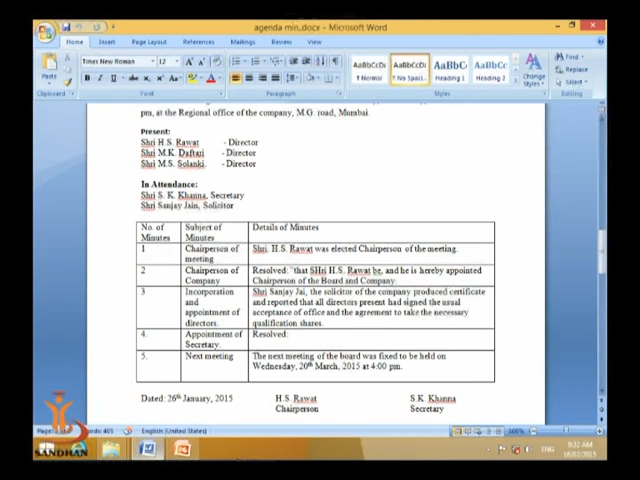 agenda min.docx - Microsoft Word
Home Insert Page Layout References Mailings Review View
Times New Roman 12
Paste
AaBbCcDc AaBbCcDc AaBbC AaBbCc
¶ Normal ¶ No Spaci... Heading 1 Heading 2
Change Styles
Find
Replace
Select
Clipboard Font Paragraph Styles Editing
pm, at the Regional office of the company, M.G. road, Mumbai.
Present:
Shri H.S. Rawat - Director
Shri M.K. Daftari - Director
Shri M.S. Solanki. - Director
In Attendance:
Shri S. K. Khanna, Secretary
Shri Sanjay Jain, Solicitor
No. of Minutes Subject of Minutes Details of Minutes
1 Chairperson of meeting Shri. H.S. Rawat was elected Chairperson of the meeting.
2 Chairperson of Company Resolved: "that SHri H.S. Rawat be, and he is hereby appointed
Chairperson of the Board and Company.
3 Incorporation and appointment of directors. Shri Sanjay Jai, the solicitor of the company produced certificate
and reported that all directors present had signed the usual
acceptance of office and the agreement to take the necessary
qualification shares.
4. Appointment of Secretary. Resolved:
5. Next meeting The next meeting of the board was fixed to be held on
Wednesday, 20th March, 2015 at 4:00 pm.
Dated: 26th January, 2015 H.S. Rawat S.K. Khanna
Chairperson Secretary
English (United States) 100%
SANDHAN
ENG 9:32 AM